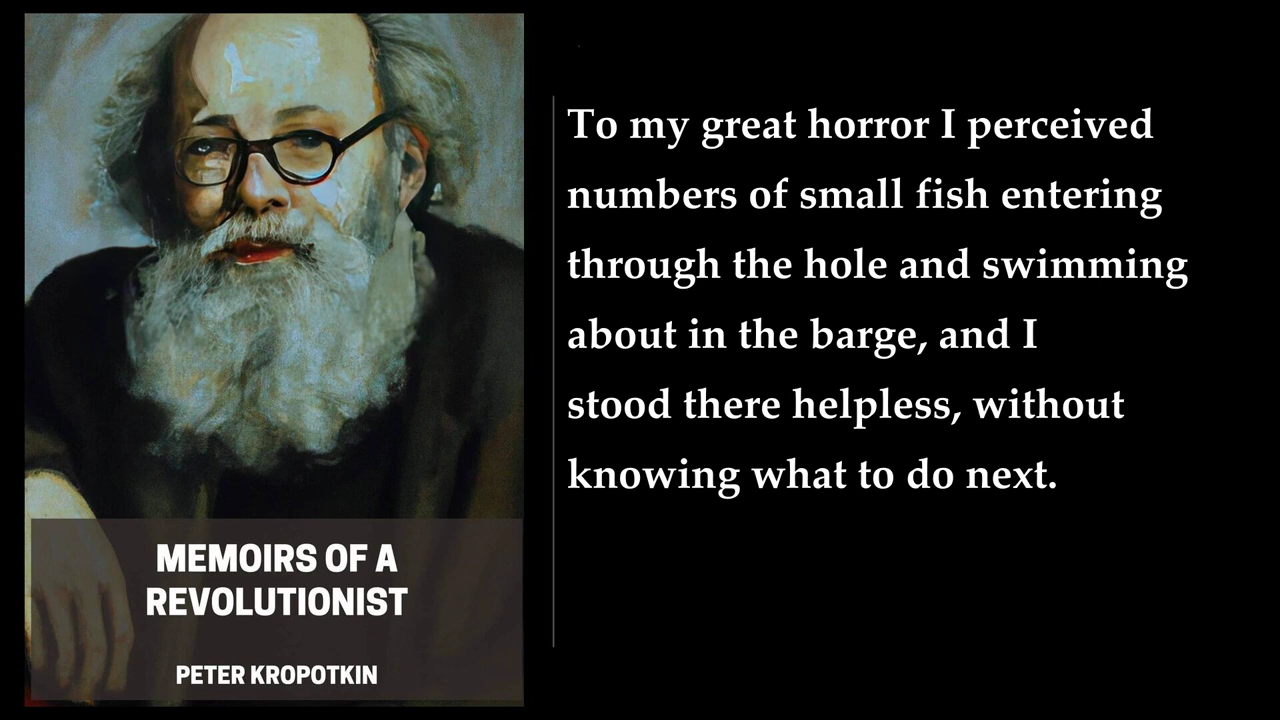 MEMOIRS OF A
REVOLUTIONIST
PETER KROPOTKIN
To my great horror I perceived
numbers of small fish entering
through the hole and swimming
about in the barge, and I
stood there helpless, without
knowing what to do next.